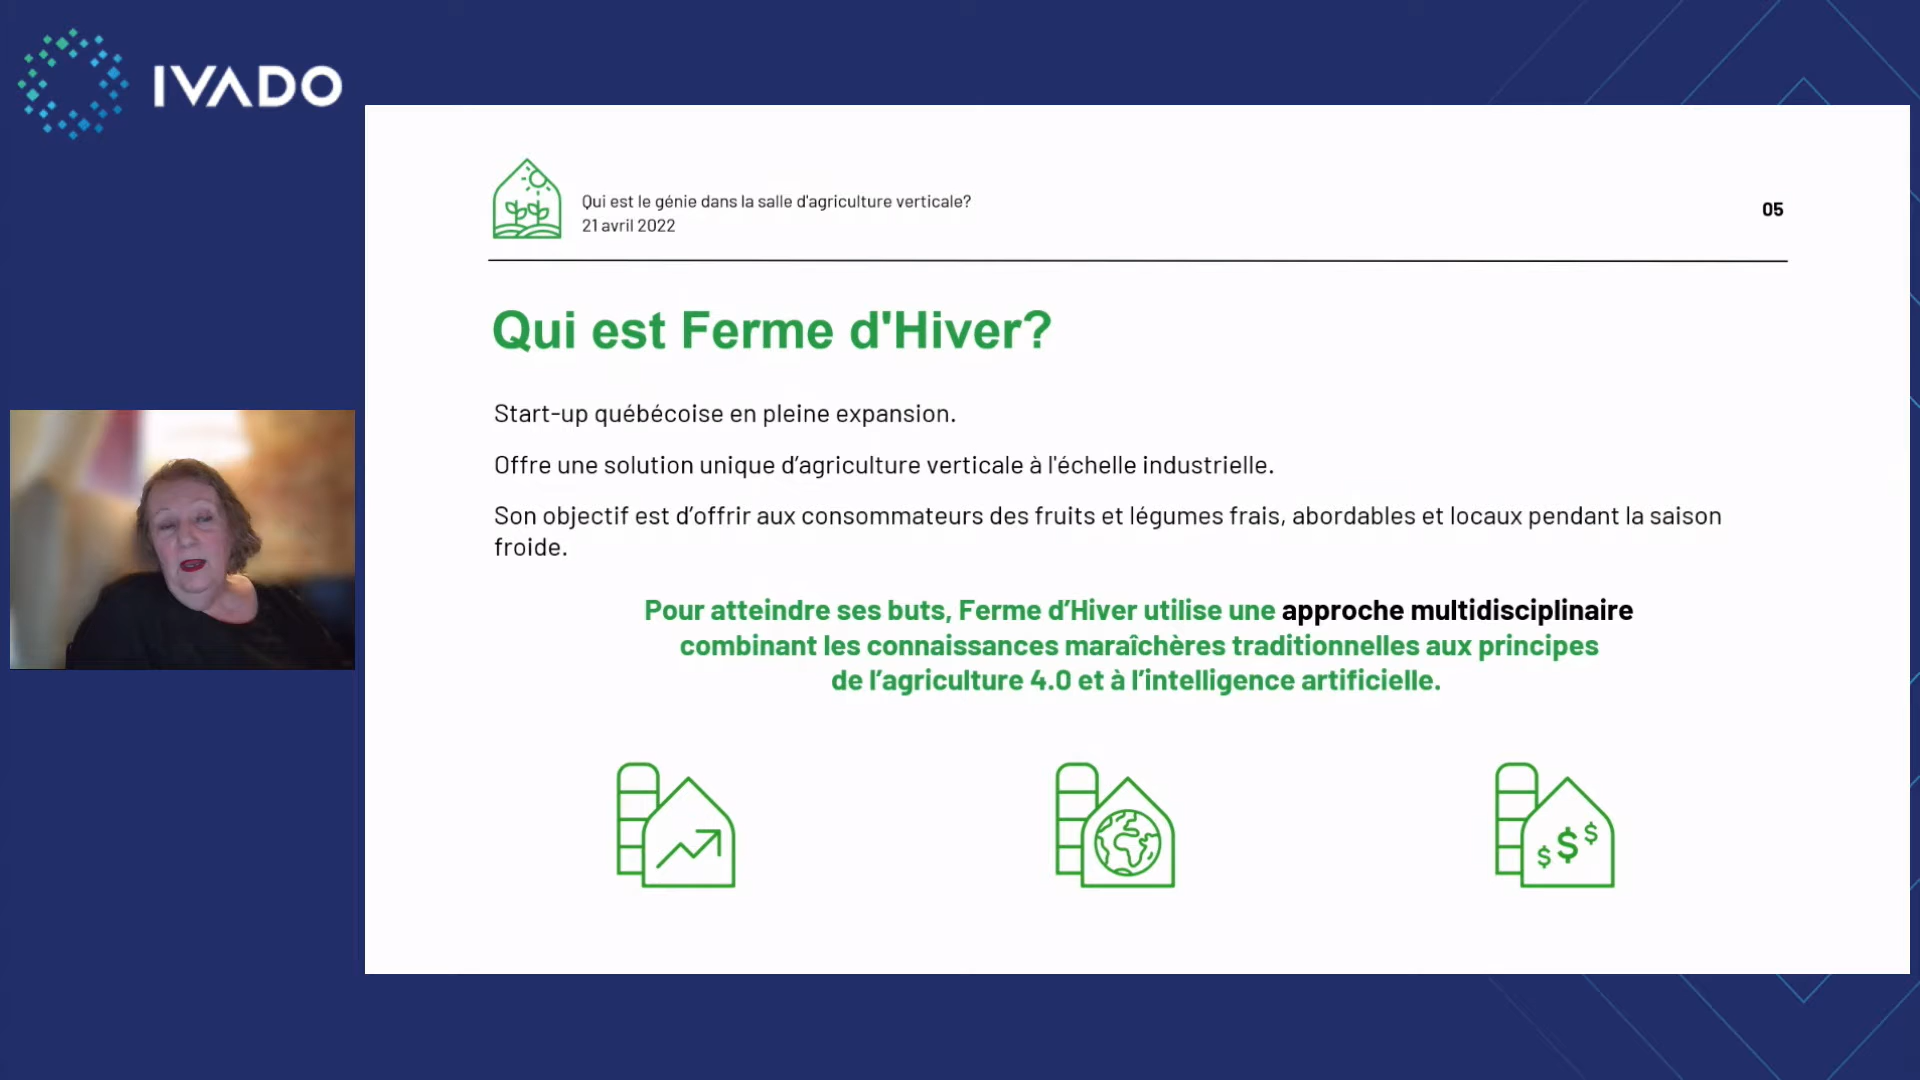 IVADO
Qui est le génie dans la salle d'agriculture verticale?
21 avril 2022
05
Qui est Ferme d'Hiver?
Start-up québécoise en pleine expansion.
Offre une solution unique d’agriculture verticale à l'échelle industrielle.
Son objectif est d’offrir aux consommateurs des fruits et légumes frais, abordables et locaux pendant la saison
froide.
Pour atteindre ses buts, Ferme d’Hiver utilise une approche multidisciplinaire
combinant les connaissances maraîchères traditionnelles aux principes
de l’agriculture 4.0 et à l’intelligence artificielle.
$ $ $